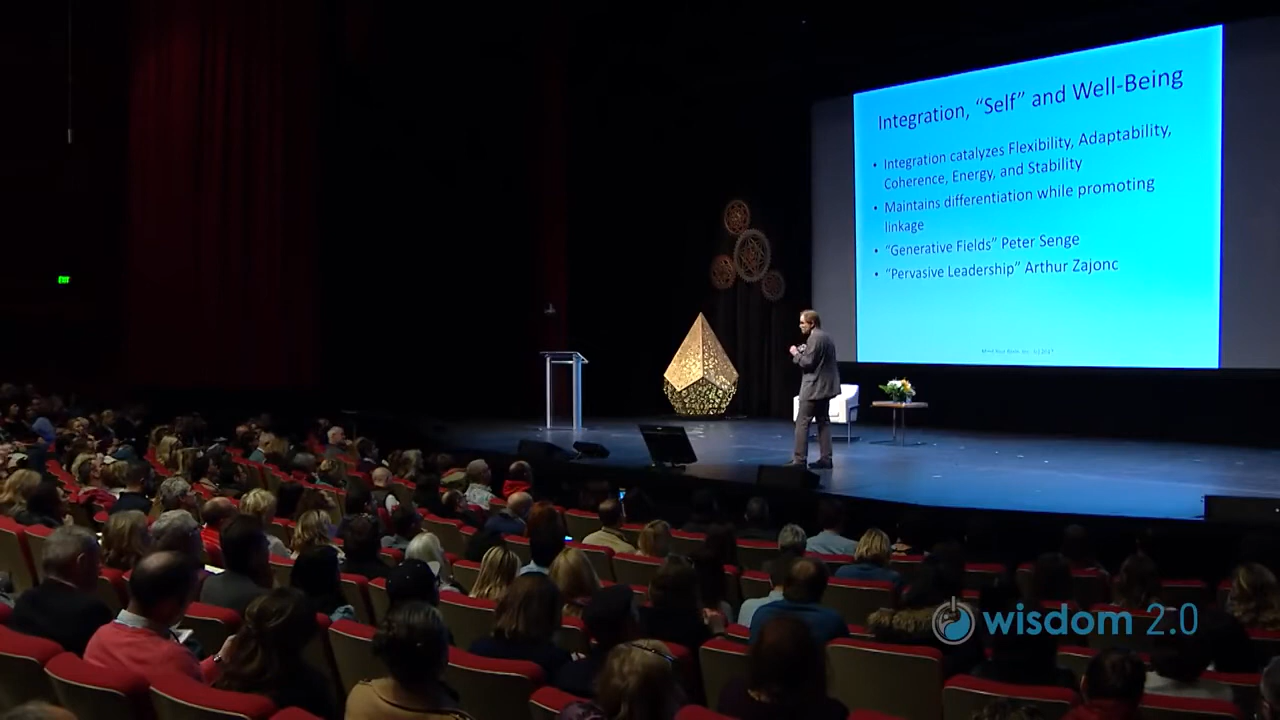 Integration, “Self” and Well-Being
• Integration catalyzes Flexibility, Adaptability,
Coherence, Energy, and Stability
• Maintains differentiation while promoting
linkage
• “Generative Fields” Peter Senge
• “Pervasive Leadership” Arthur Zajonc
wisdom 2.0